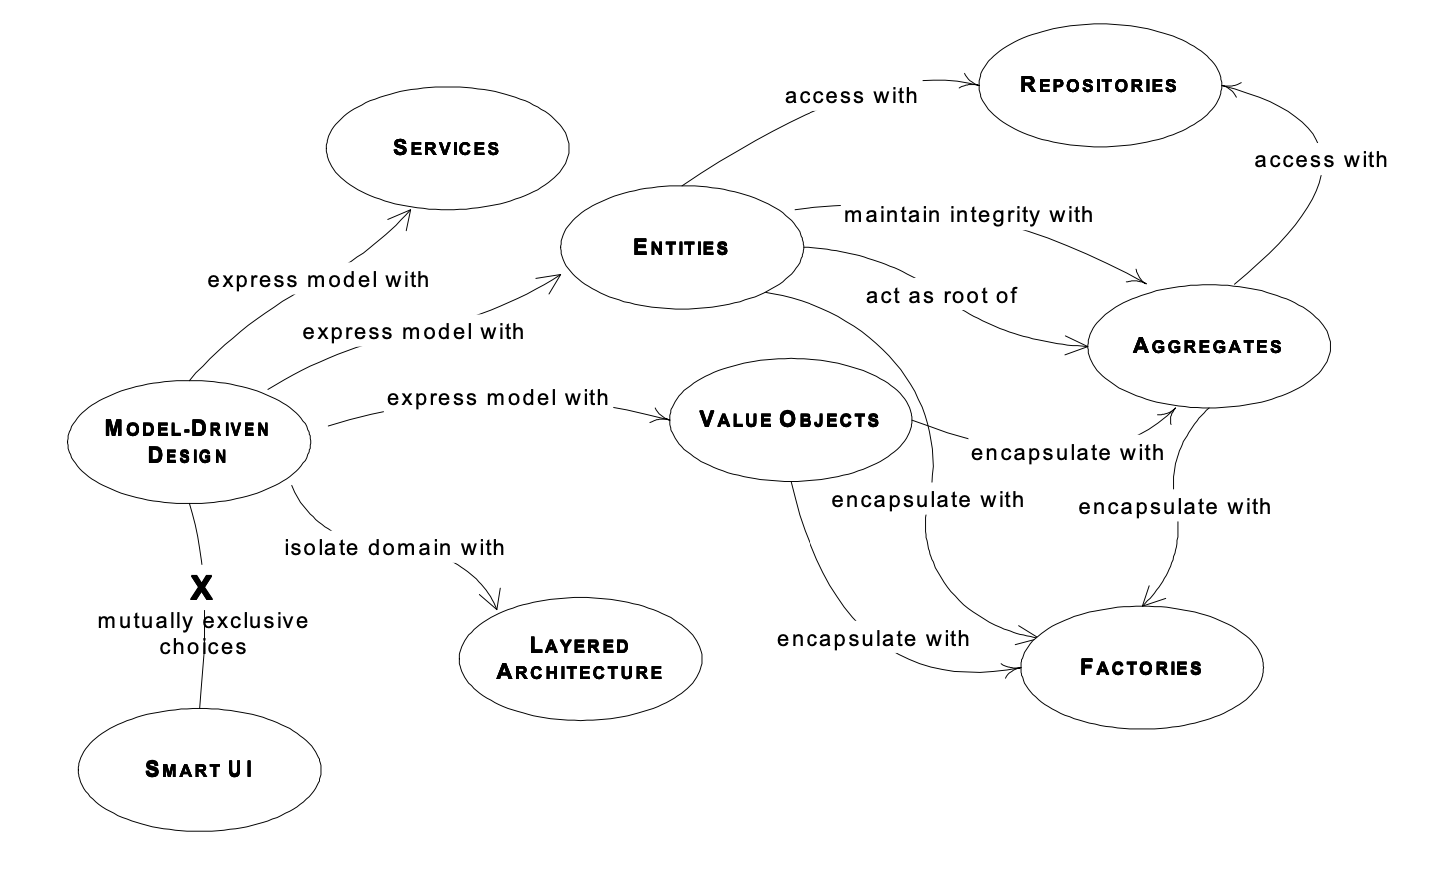 REPOSITORIES
access with
SERVICES
access with
maintain integrity with
ENTITIES
express model with
act as root of
express model with
AGGREGATES
express model with
VALUE OBJECTS
MODEL-DRIVEN
DESIGN
encapsulate with
encapsulate with
encapsulate with
isolate domain with
X
mutually exclusive
choices
encapsulate with
LAYERED
ARCHITECTURE
FACTORIES
SMART UI